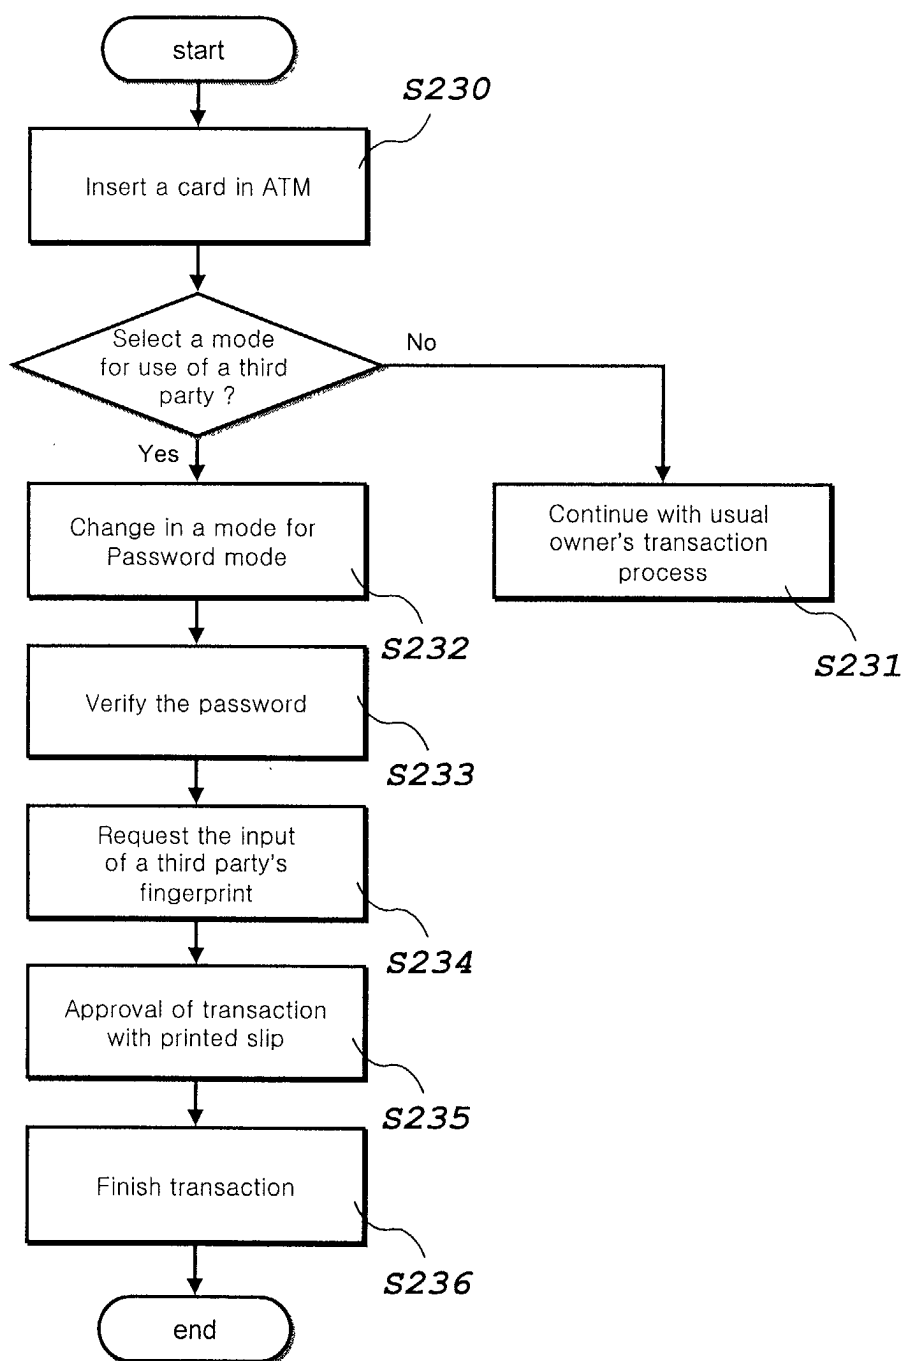 start
S230
Insert a card in ATM
Select a mode
for use of a third
party ?
No
Yes
Change in a mode for
Password mode
S232
Continue with usual
owner's transaction
process
S231
Verify the password
S233
Request the input
of a third party's
fingerprint
S234
Approval of transaction
with printed slip
S235
Finish transaction
S236
end